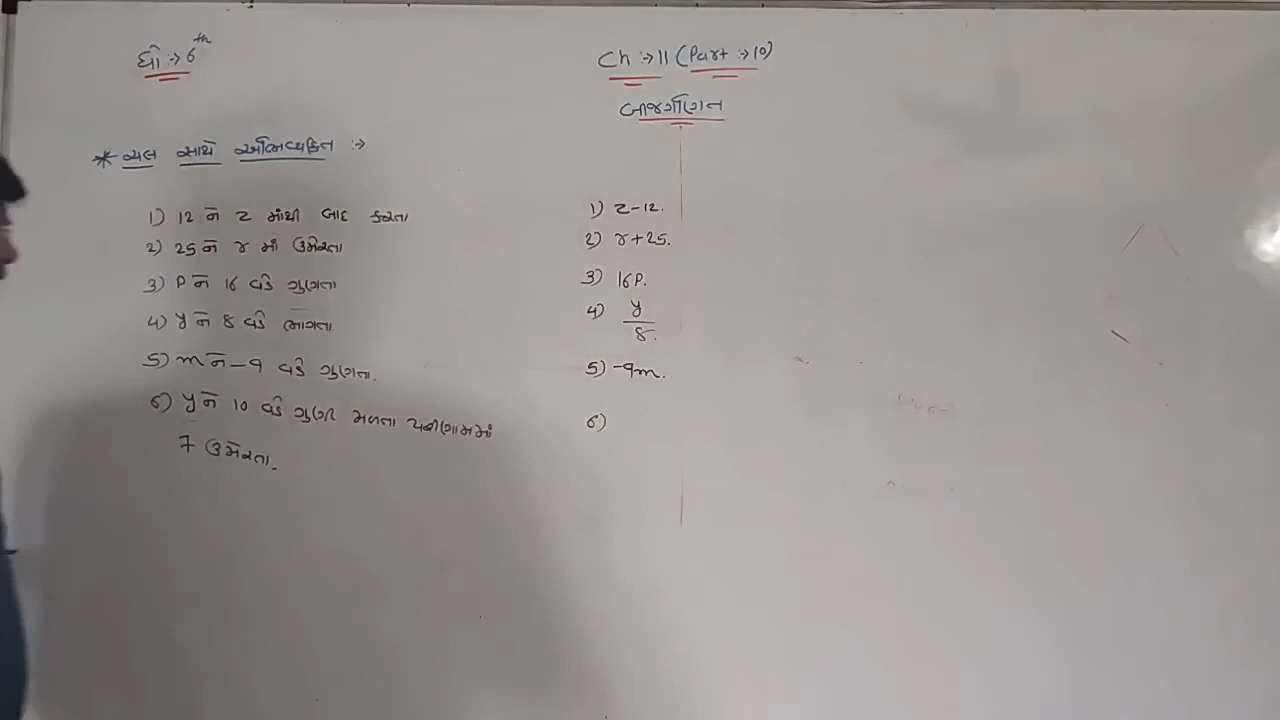 ધો :→ 6th
Ch :→ 11 (Part :→ 10)
બીજગણિત
* ચલ સાથે અભિવ્યક્તિ :→
1) 12 ને z માંથી બાદ કરતા
2) 25 ને r માં ઉમેરતા
3) P ને 16 વડે ગુણતા
4) y ને 8 વડે ભાગતા
5) m ને -9 વડે ગુણતા.
6) y ને 10 વડે ગુણી મળતા પરીણામમાં
7 ઉમેરતા.
1) z-12.
2) r+25.
3) 16P.
4) y
8.
5) -9m.
6)